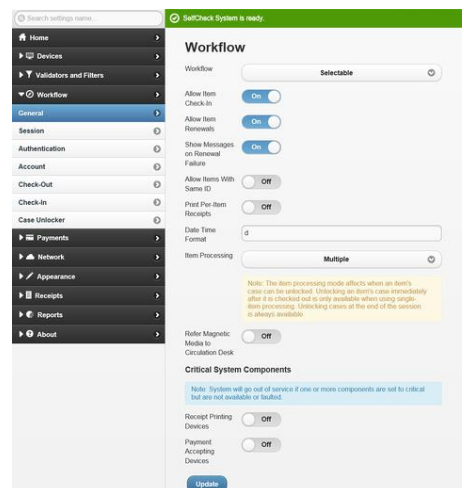 Search settings name...
Home
Devices
Validators and Filters
Workflow
General
Session
Authentication
Account
Check-Out
Check-In
Case Unlocker
Payments
Network
Appearance
Receipts
Reports
About
SelfCheck System is ready.
Workflow
Workflow
Selectable
Allow Item
Check-In
On
Allow Item
Renewals
On
Show Messages
on Renewal
Failure
On
Allow Items With
Same ID
Off
Print Per-Item
Receipts
Off
Date Time
Format
d
Item Processing
Multiple
Note: The item processing mode affects when an item's
case can be unlocked. Unlocking an item's case immediately
after it is checked out is only available when using single-
item processing. Unlocking cases at the end of the session
is always available.
Refer Magnetic
Media to
Circulation Desk
Off
Critical System Components
Note: System will go out of service if one or more components are set to critical
but are not available or faulted.
Receipt Printing
Devices
Off
Payment
Accepting
Devices
Off
Update